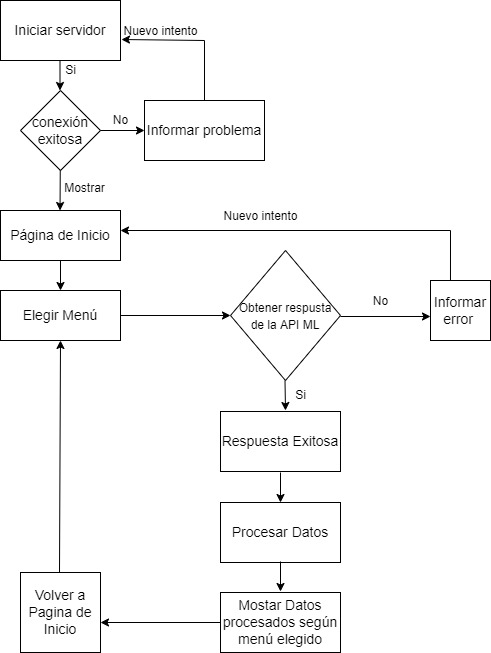 Iniciar servidor
Nuevo intento
Si
conexión
exitosa
No
Informar problema
Mostrar
Página de Inicio
Nuevo intento
Elegir Menú
Obtener respusta
de la API ML
No
Informar
error
Si
Respuesta Exitosa
Procesar Datos
Mostar Datos
procesados según
menú elegido
Volver a
Pagina de
Inicio